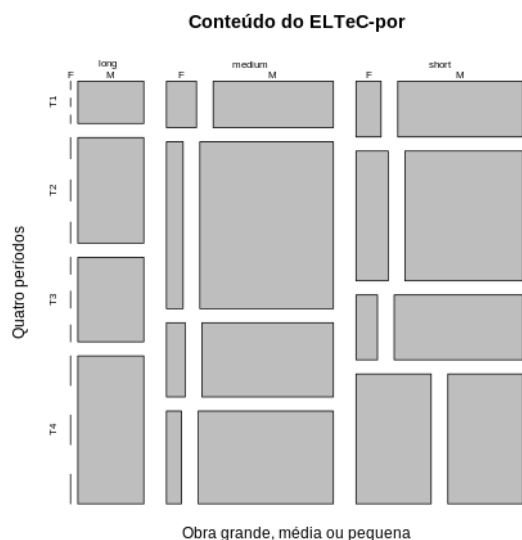 Conteúdo do ELTeC-por
long medium short
F M F M F M
T1
T2
T3
T4
Quatro períodos
Obra grande, média ou pequena